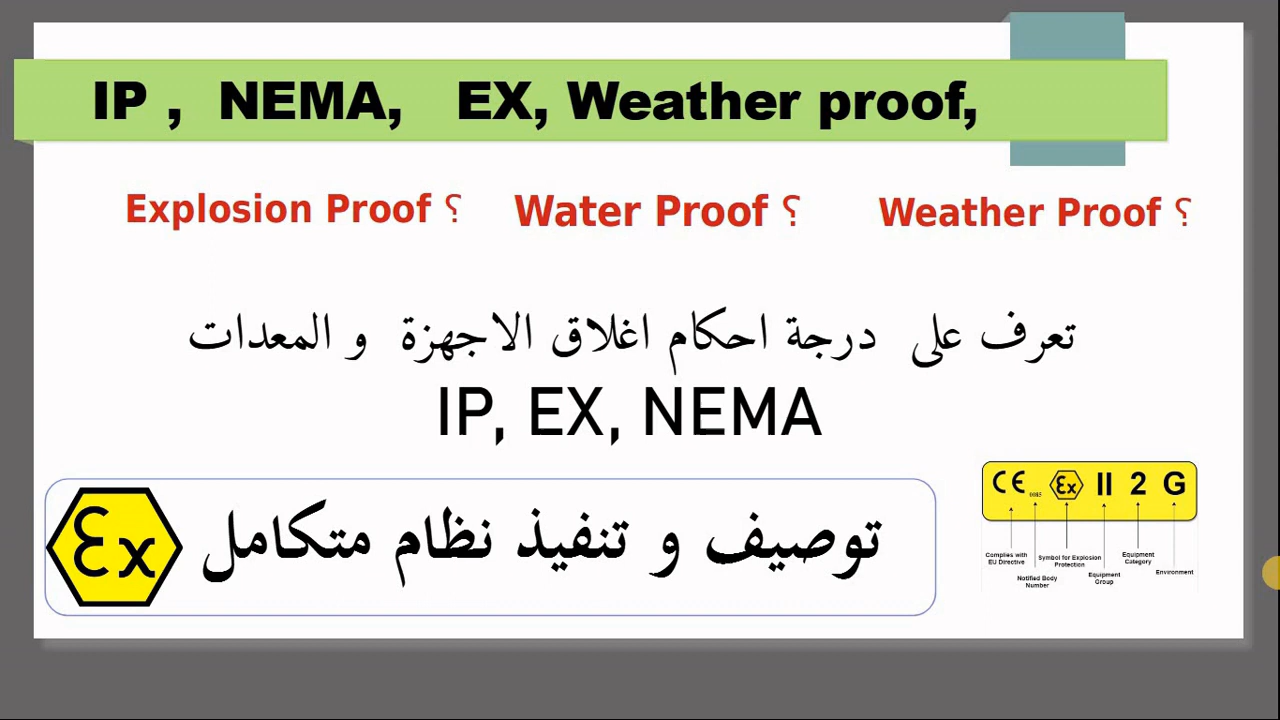 IP , NEMA, EX, Weather proof,
Explosion Proof ؟ Water Proof ؟ Weather Proof ؟
تعرف على درجة احكام اغلاق الاجهزة و المعدات
IP, EX, NEMA
توصيف و تنفيذ نظام متكامل
Ex
CE 0085 Ex II 2 G
Complies with EU Directive
Notified Body Number
Symbol for Explosion Protection
Equipment Group
Equipment Category
Environment